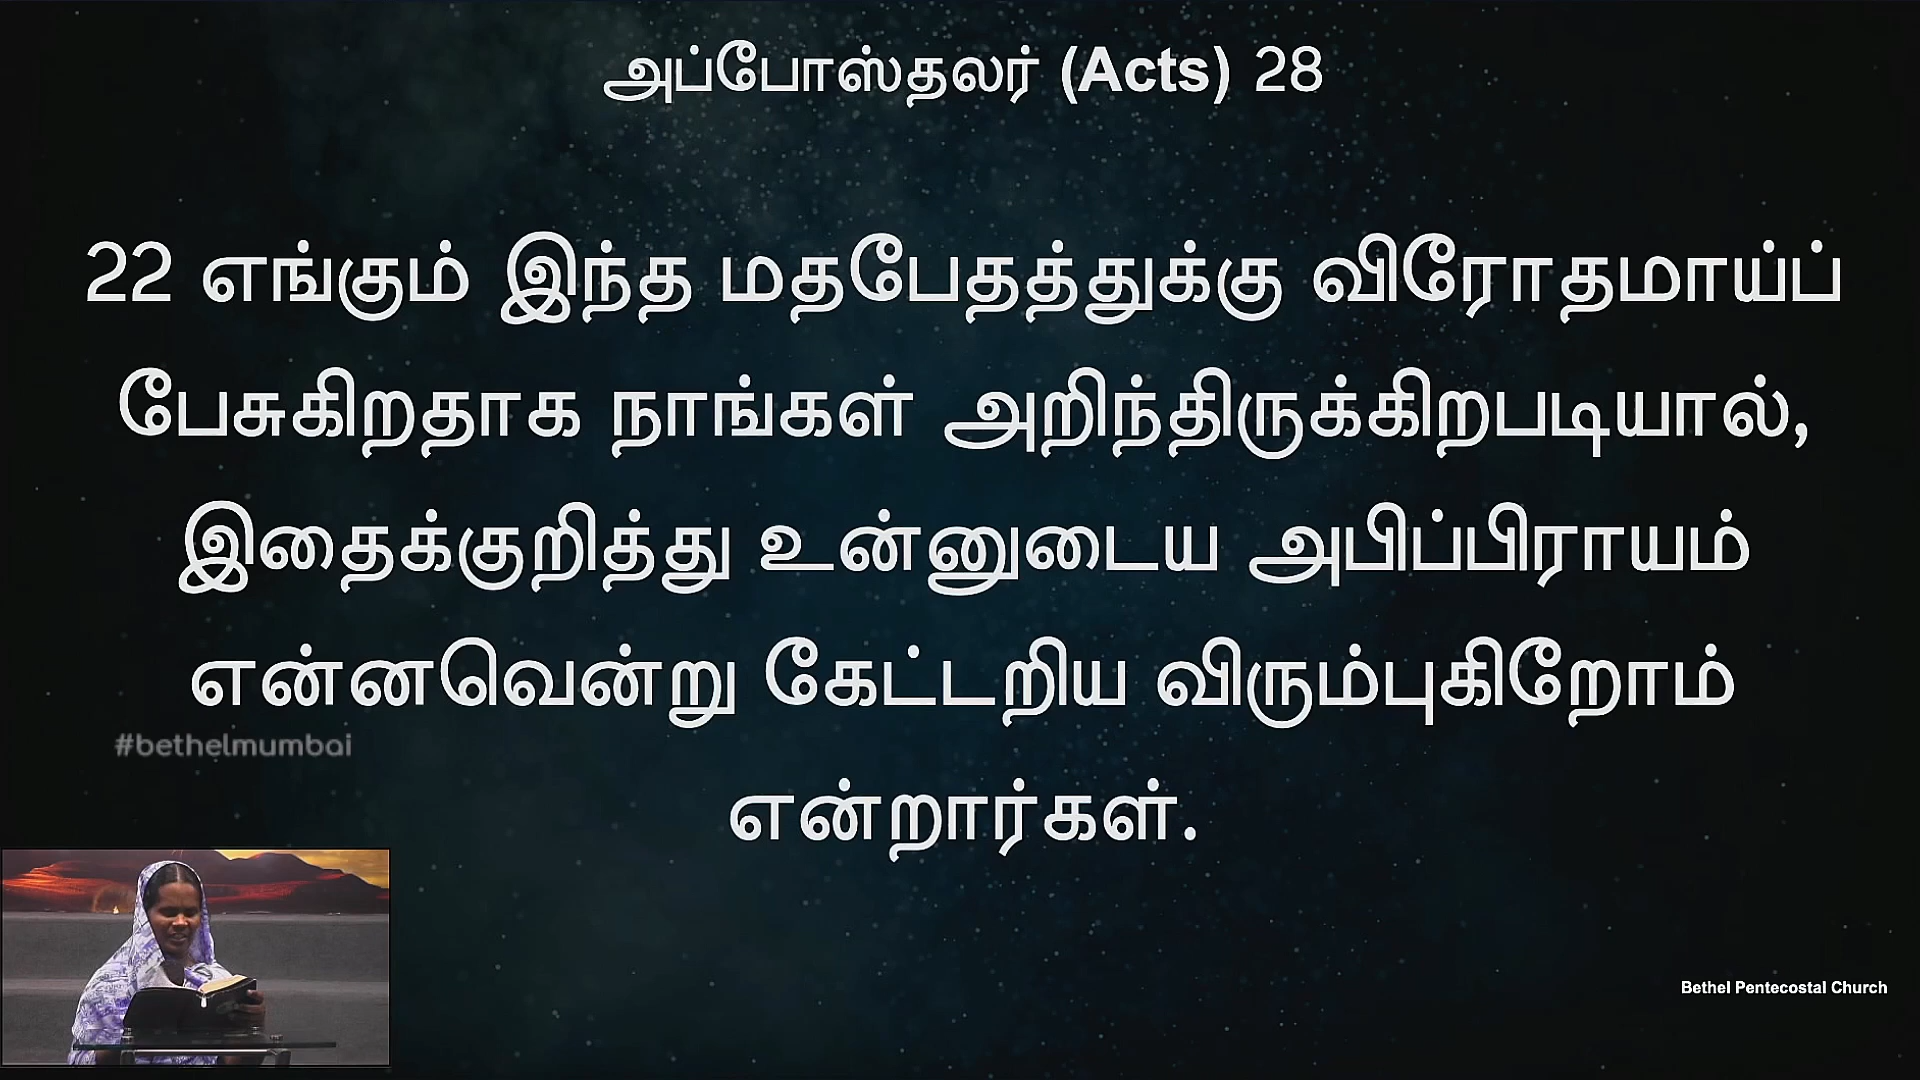 அப்போஸ்தலர் (Acts) 28
22 எங்கும் இந்த மதபேதத்துக்கு விரோதமாய்ப்
பேசுகிறதாக நாங்கள் அறிந்திருக்கிறபடியால்,
இதைக்குறித்து உன்னுடைய அபிப்பிராயம்
என்னவென்று கேட்டறிய விரும்புகிறோம்
#bethelmumbai
என்றார்கள்.
Bethel Pentecostal Church